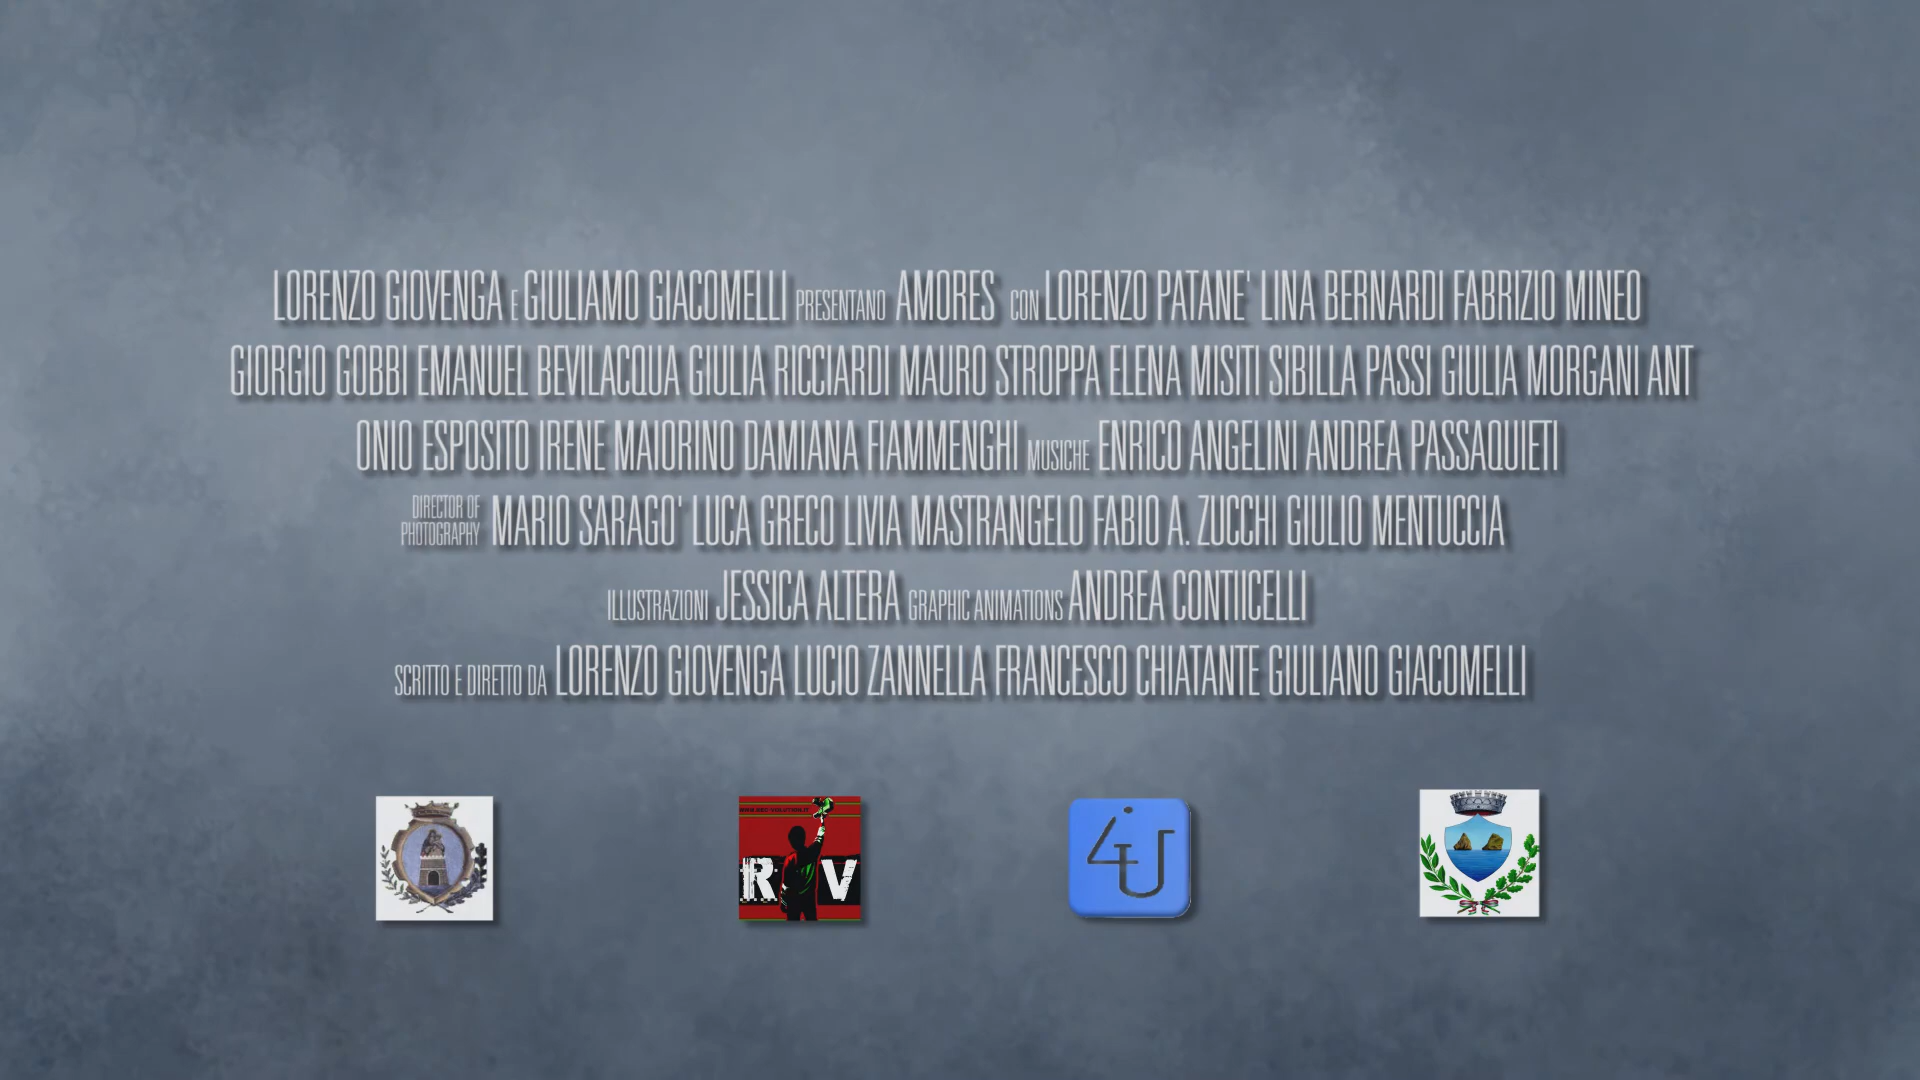 LORENZO GIOVENGA E GIULIAMO GIACOMELLI PRESENTANO AMORES CON LORENZO PATANE' LINA BERNARDI FABRIZIO MINEO
GIORGIO GOBBI EMANUEL BEVILACQUA GIULIA RICCIARDI MAURO STROPPA ELENA MISITI SIBILLA PASSI GIULIA MORGANI ANT
ONIO ESPOSITO IRENE MAIORINO DAMIANA FIAMMENGHI MUSICHE ENRICO ANGELINI ANDREA PASSAQUIETI
DIRECTOR OF
PHOTOGRAPHY MARIO SARAGO' LUCA GRECO LIVIA MASTRANGELO FABIO A. ZUCCHI GIULIO MENTUCCIA
ILLUSTRAZIONI JESSICA ALTERA GRAPHIC ANIMATIONS ANDREA CONTIICELLI
SCRITTO E DIRETTO DA LORENZO GIOVENGA LUCIO ZANNELLA FRANCESCO CHIATANTE GIULIANO GIACOMELLI
R V
4U